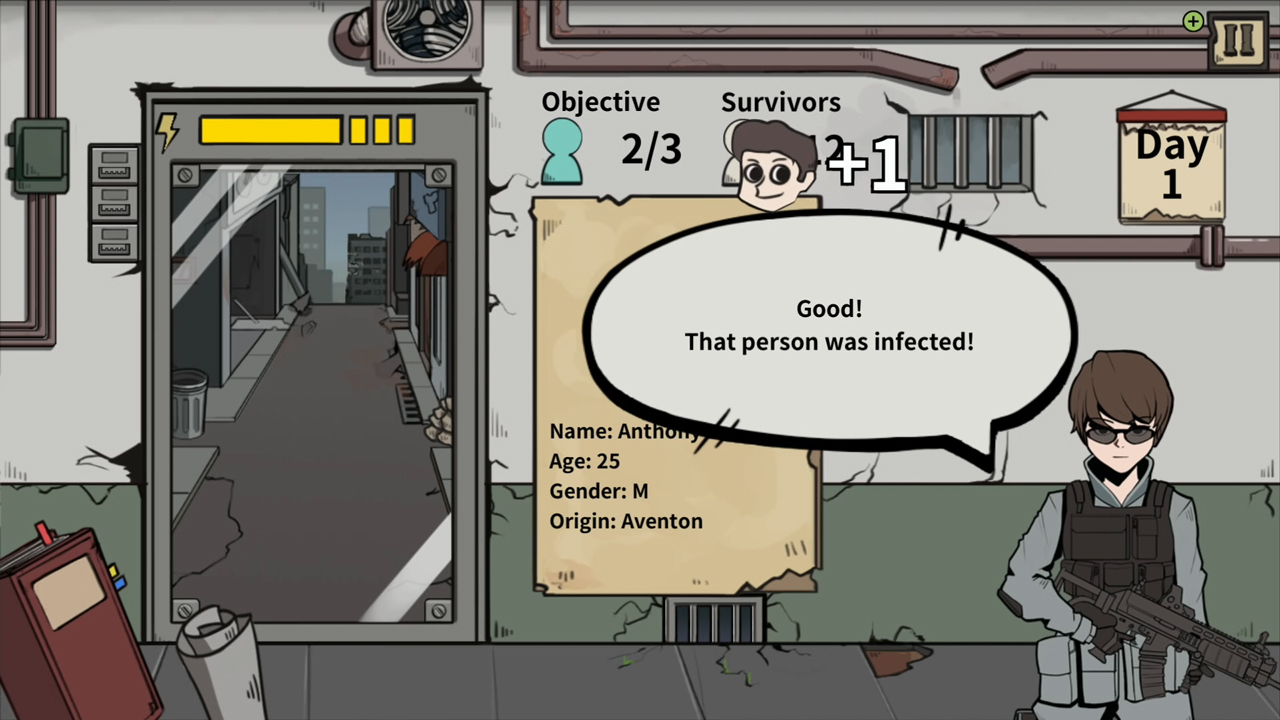 Objective
Survivors
2/3
+1
Day
1
Good!
That person was infected!
Name: Anthony
Age: 25
Gender: M
Origin: Aventon